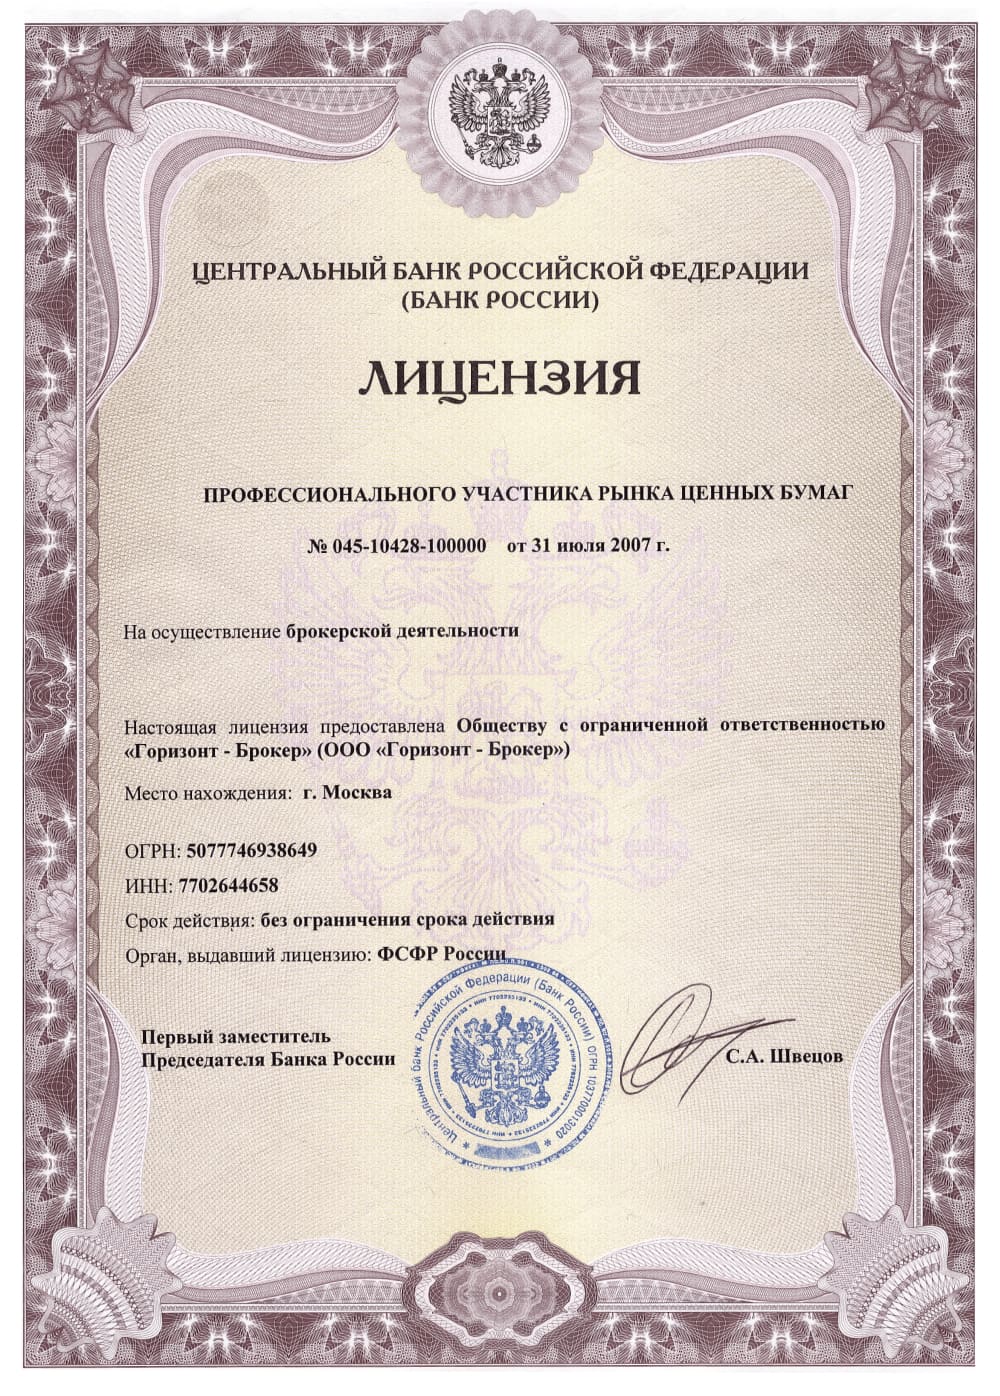 ЦЕНТРАЛЬНЫЙ БАНК РОССИЙСКОЙ ФЕДЕРАЦИИ
(БАНК РОССИИ)
ЛИЦЕНЗИЯ
ПРОФЕССИОНАЛЬНОГО УЧАСТНИКА РЫНКА ЦЕННЫХ БУМАГ
№ 045-10428-100000 от 31 июля 2007 г.
На осуществление брокерской деятельности
Настоящая лицензия предоставлена Обществу с ограниченной ответственностью
«Горизонт - Брокер» (ООО «Горизонт - Брокер»)
Место нахождения: г. Москва
ОГРН: 5077746938649
ИНН: 7702644658
Срок действия: без ограничения срока действия
Орган, выдавший лицензию: ФСФР России
Первый заместитель
Председателя Банка России
С.А. Швецов
Центральный банк Российской Федерации (Банк России) ОГРН 1037700013020
ИНН 7702235133